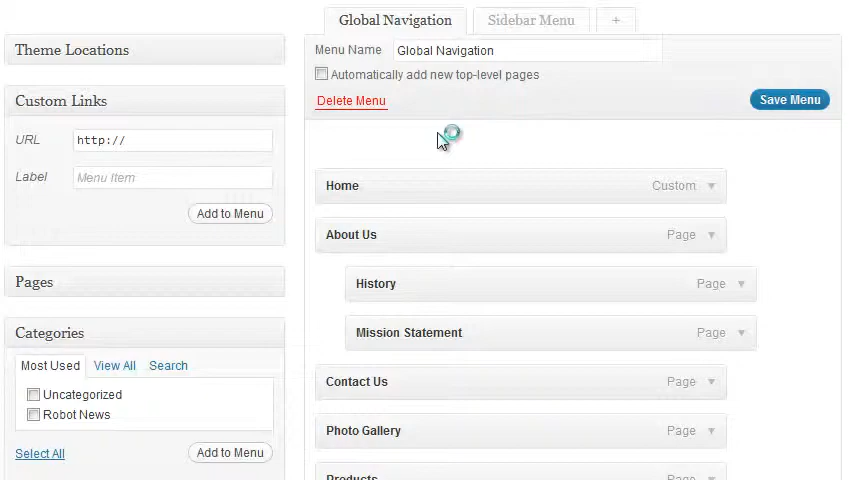 Global Navigation
Sidebar Menu
+
Theme Locations
Menu Name
Global Navigation
Automatically add new top-level pages
Delete Menu
Save Menu
Custom Links
URL
http://
Label
Menu Item
Add to Menu
Pages
Categories
Most Used
View All
Search
Uncategorized
Robot News
Select All
Add to Menu
Home
Custom
About Us
Page
History
Page
Mission Statement
Page
Contact Us
Page
Photo Gallery
Page
Products